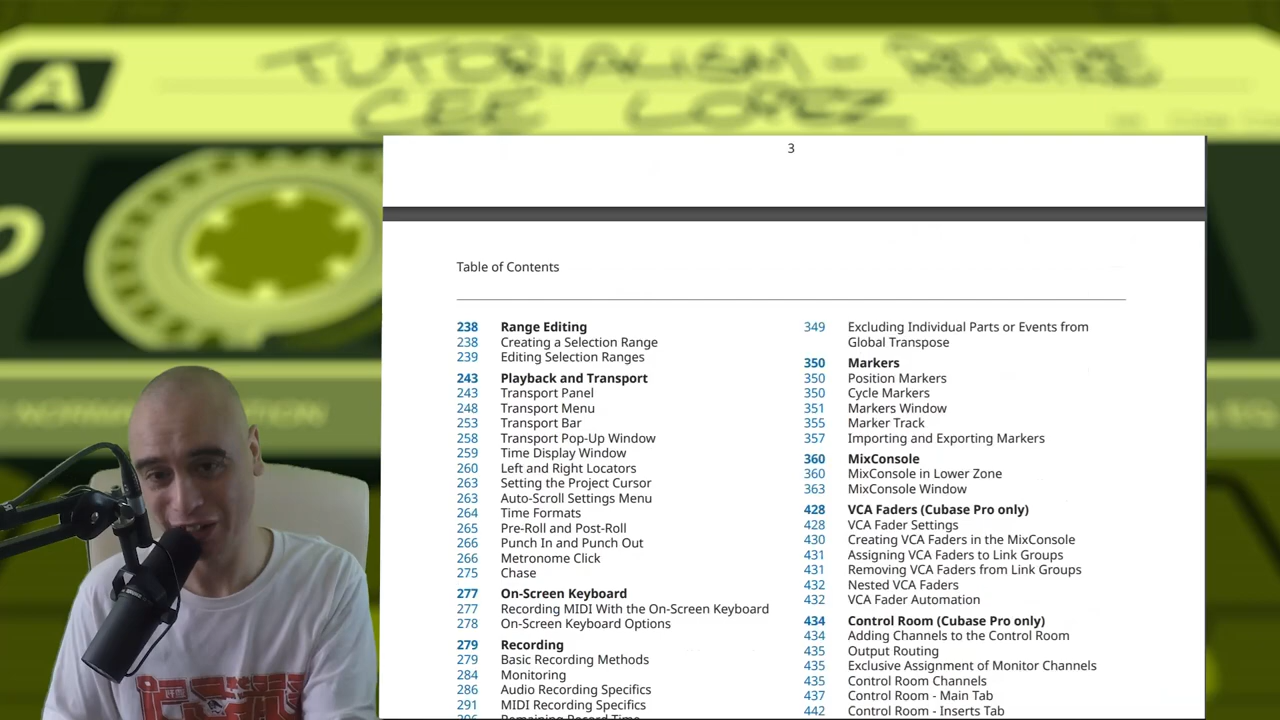 A
TUTORIALISM - REWIRE
CEE LOPEZ
3
Table of Contents
238 Range Editing
238 Creating a Selection Range
239 Editing Selection Ranges
243 Playback and Transport
243 Transport Panel
248 Transport Menu
253 Transport Bar
258 Transport Pop-Up Window
259 Time Display Window
260 Left and Right Locators
263 Setting the Project Cursor
263 Auto-Scroll Settings Menu
264 Time Formats
265 Pre-Roll and Post-Roll
266 Punch In and Punch Out
266 Metronome Click
275 Chase
277 On-Screen Keyboard
277 Recording MIDI With the On-Screen Keyboard
278 On-Screen Keyboard Options
279 Recording
279 Basic Recording Methods
284 Monitoring
286 Audio Recording Specifics
291 MIDI Recording Specifics
349 Excluding Individual Parts or Events from
Global Transpose
350 Markers
350 Position Markers
350 Cycle Markers
351 Markers Window
355 Marker Track
357 Importing and Exporting Markers
360 MixConsole
360 MixConsole in Lower Zone
363 MixConsole Window
428 VCA Faders (Cubase Pro only)
428 VCA Fader Settings
430 Creating VCA Faders in the MixConsole
431 Assigning VCA Faders to Link Groups
431 Removing VCA Faders from Link Groups
432 Nested VCA Faders
432 VCA Fader Automation
434 Control Room (Cubase Pro only)
434 Adding Channels to the Control Room
435 Output Routing
435 Exclusive Assignment of Monitor Channels
435 Control Room Channels
437 Control Room - Main Tab
442 Control Room - Inserts Tab